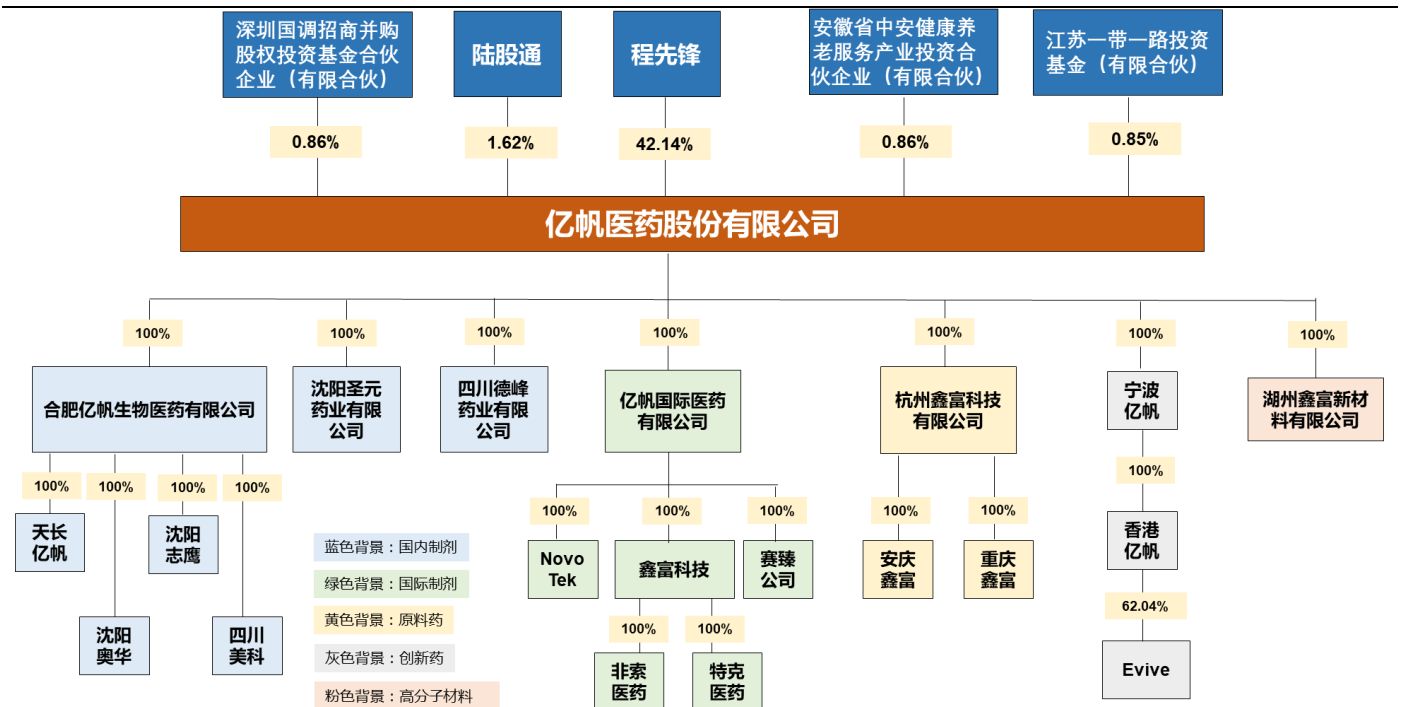 深圳国调招商并购
股权投资基金合伙
企业（有限合伙）
陆股通
程先锋
安徽省中安健康养
老服务产业投资合
伙企业（有限合伙）
江苏一带一路投资
基金（有限合伙）
0.86%
1.62%
42.14%
0.86%
0.85%
亿帆医药股份有限公司
100%
100%
100%
100%
100%
100%
100%
合肥亿帆生物医药有限公司
沈阳圣元
药业有限
公司
四川德峰
药业有限
公司
亿帆国际医药
有限公司
杭州鑫富科技
有限公司
宁波
亿帆
湖州鑫富新材
料有限公司
100%
100%
100%
100%
100%
100%
100%
100%
100%
100%
天长
亿帆
沈阳
志鹰
Novo
Tek
鑫富科技
赛臻
公司
安庆
鑫富
重庆
鑫富
香港
亿帆
沈阳
奥华
四川
美科
100%
100%
62.04%
非索
医药
特克
医药
Evive
蓝色背景：国内制剂
绿色背景：国际制剂
黄色背景：原料药
灰色背景：创新药
粉色背景：高分子材料